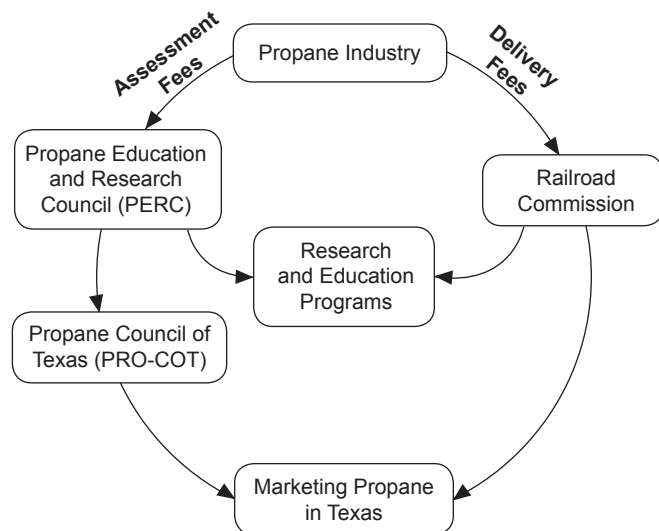 Assessment
Fees
Propane Industry
Delivery
Fees
Propane Education
and Research
Council (PERC)
Railroad
Commission
Research
and Education
Programs
Propane Council of
Texas (PRO-COT)
Marketing Propane
in Texas